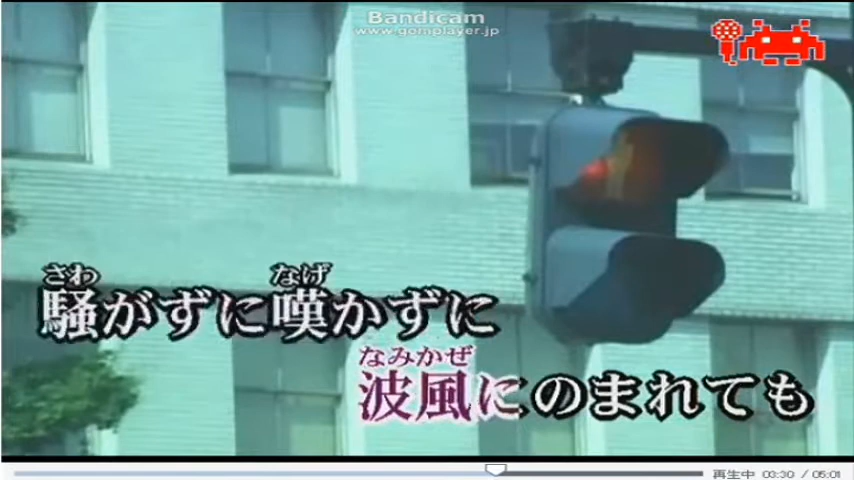 Bandicam
www.gomplayer.jp
さわ なげ
騒がずに嘆かずに
なみかぜ
波風にのまれても
再生中 03:30 / 05:01